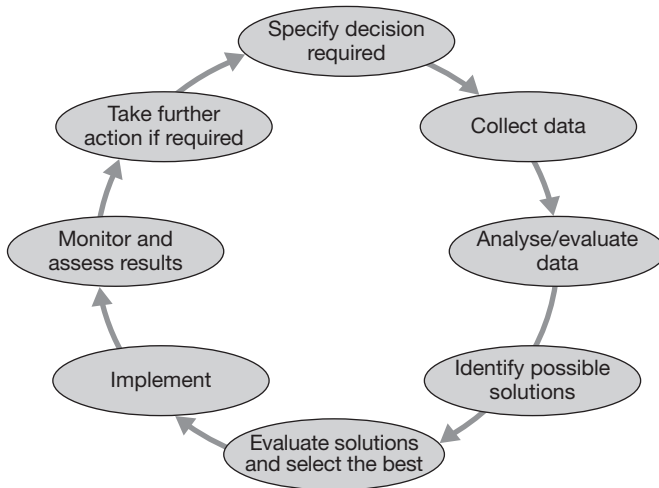 Specify decision
required
Collect data
Analyse/evaluate
data
Identify possible
solutions
Evaluate solutions
and select the best
Implement
Monitor and
assess results
Take further
action if required